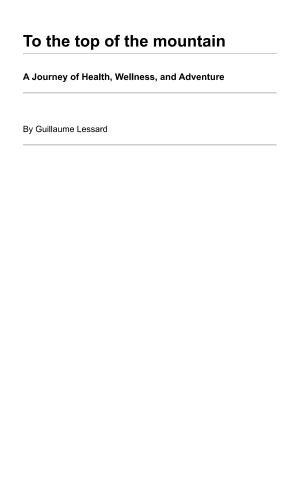 To the top of the mountain
A Journey of Health, Wellness, and Adventure
By Guillaume Lessard